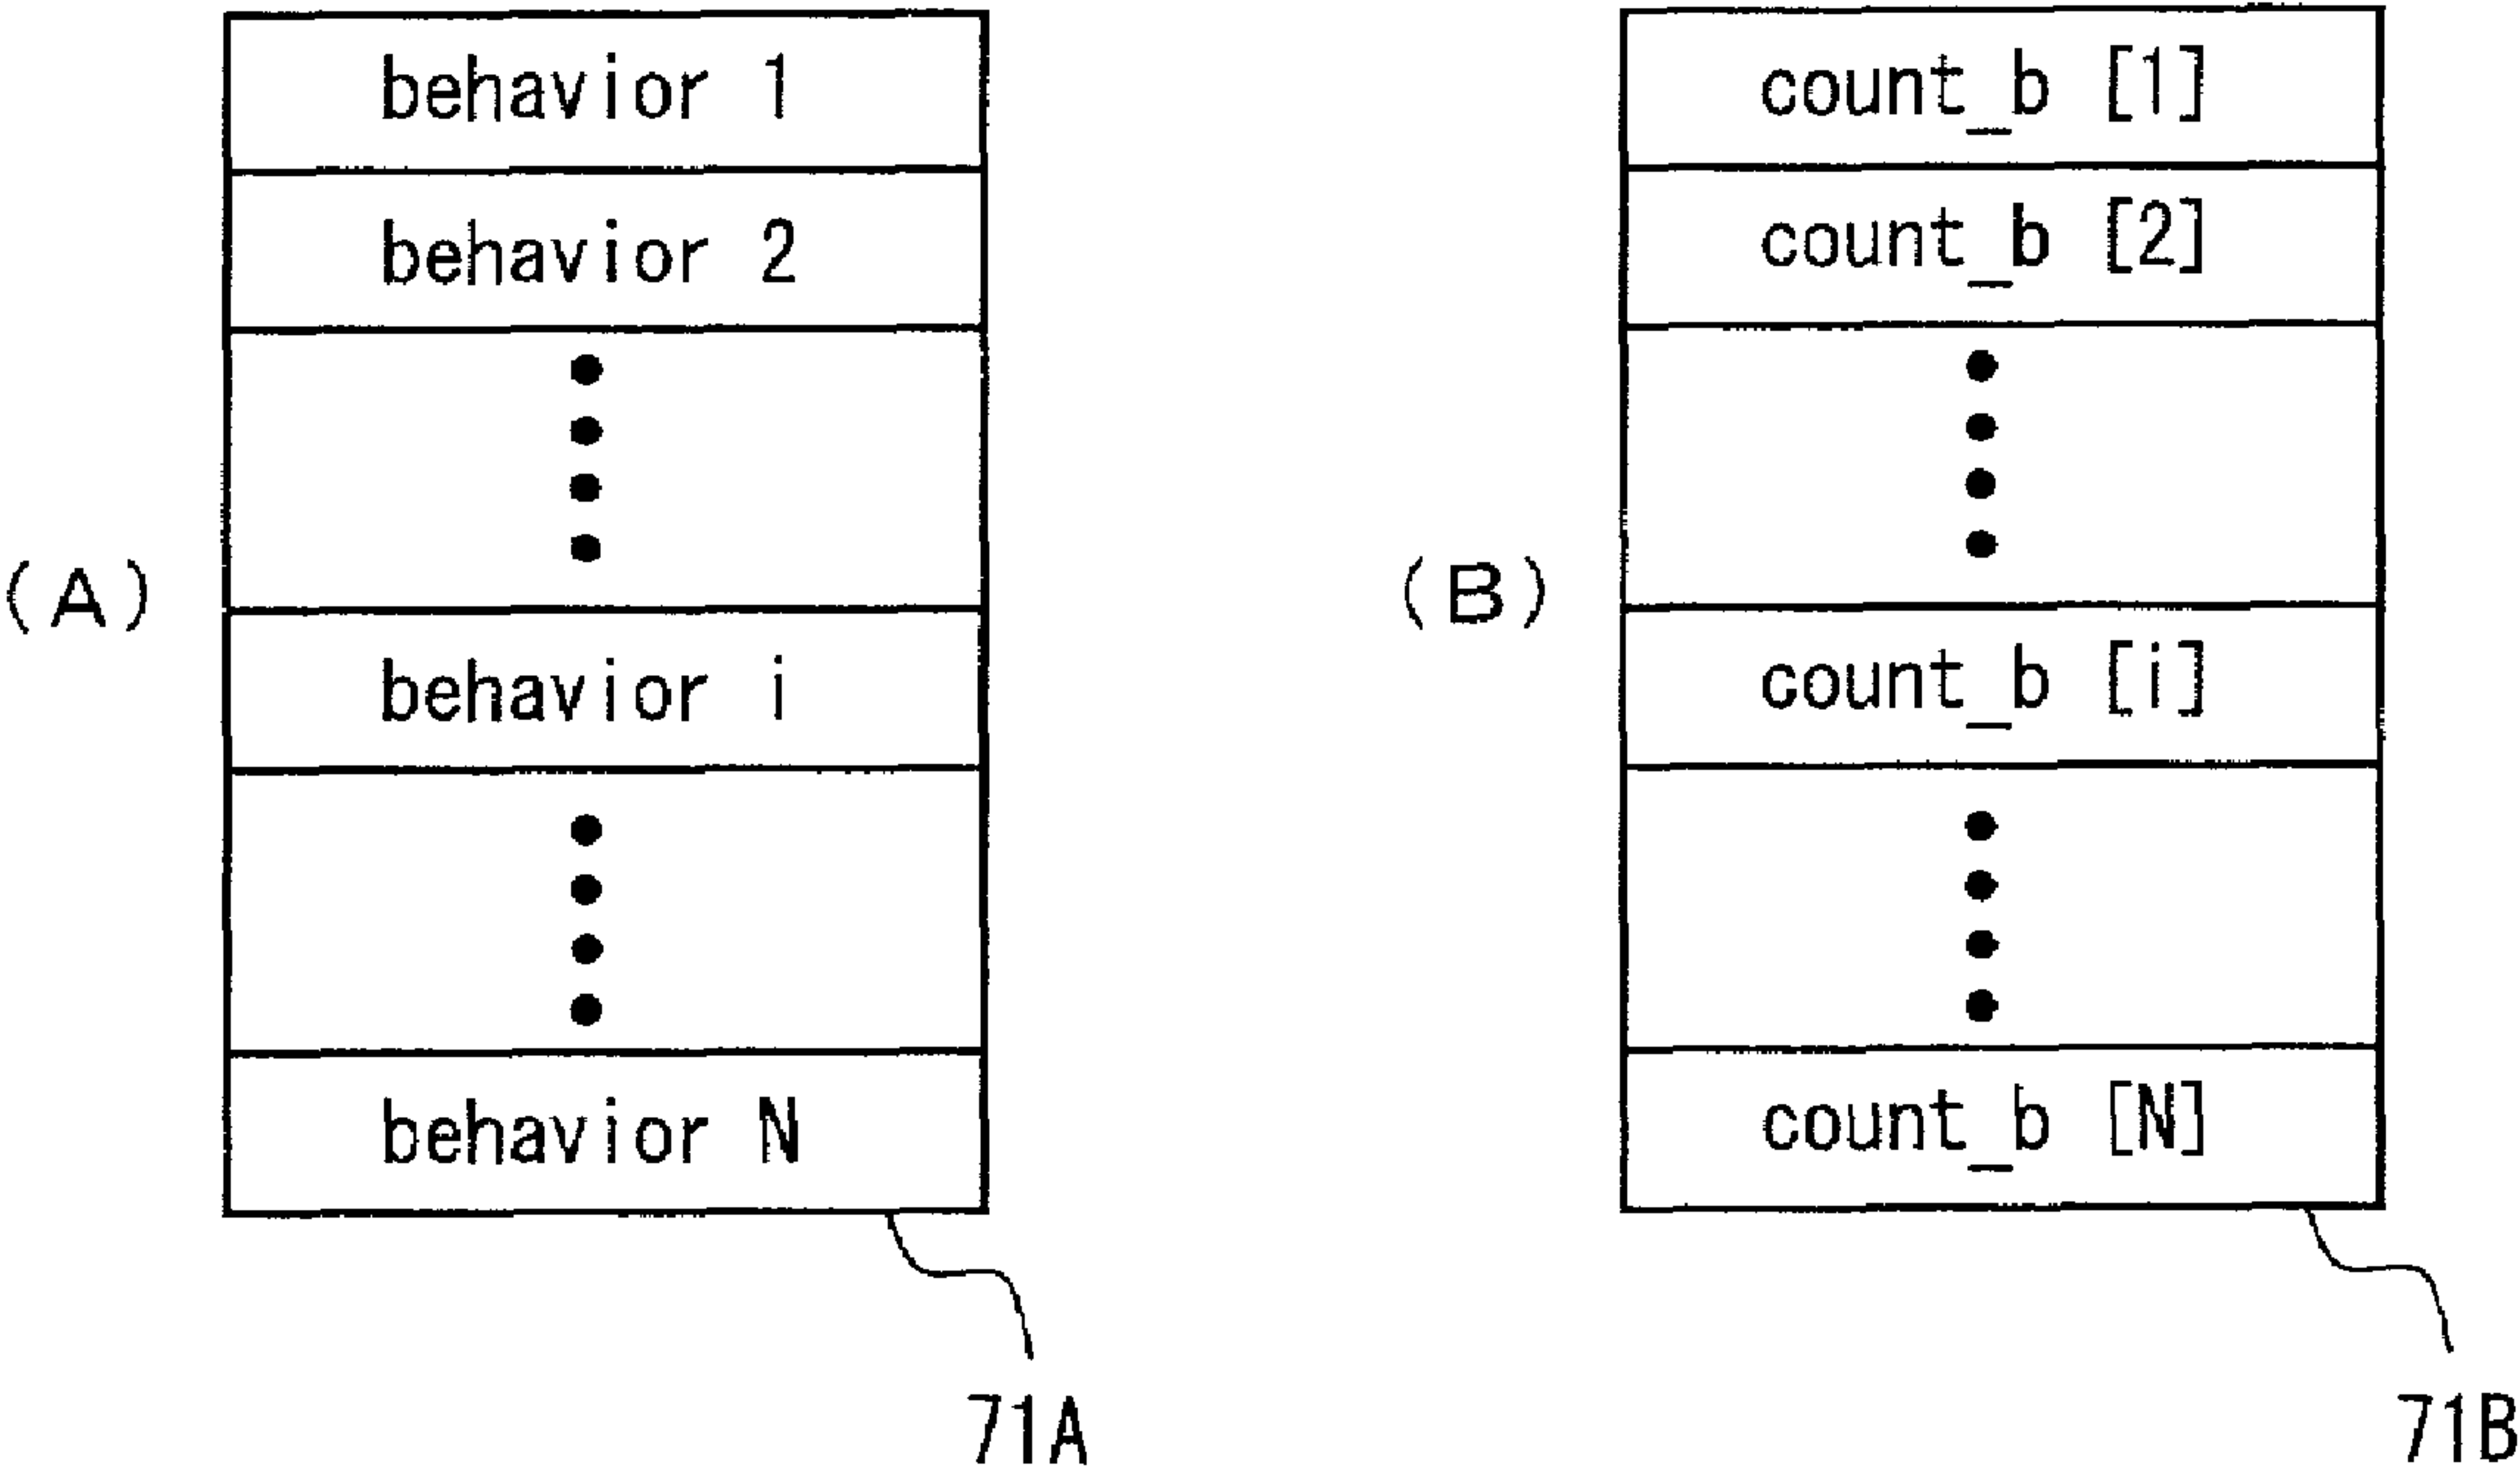 behavior 1
behavior 2
(A)
behavior i
behavior N
71A
count_b [1]
count_b [2]
(B)
count_b [i]
count_b [N]
71B